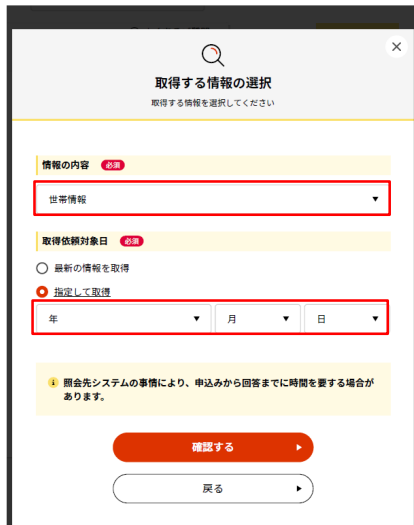 取得する情報の選択
取得する情報を選択してください
情報の内容 必須
世帯情報
取得依頼対象日 必須
最新の情報を取得
指定して取得
年 月 日
照会先システムの事情により、申込みから回答までに時間を要する場合が
あります。
確認する
戻る